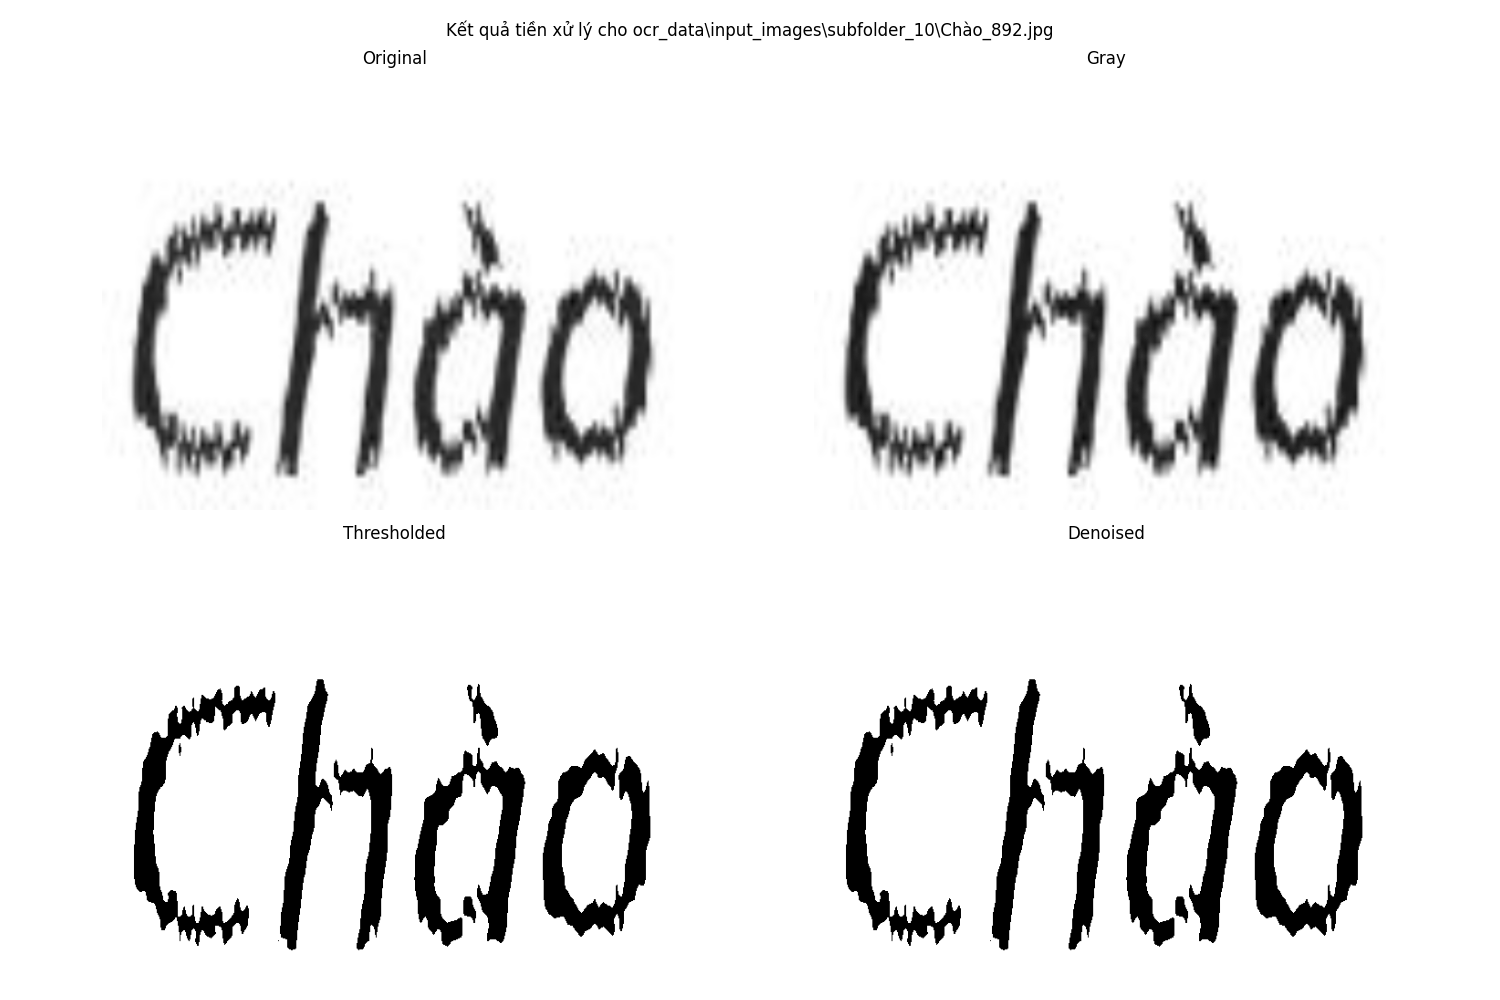 Kết quả tiền xử lý cho ocr_data\input_images\subfolder_10\Chào_892.jpg
Original
Gray
Chào
Chào
Thresholded
Denoised
Chào
Chào